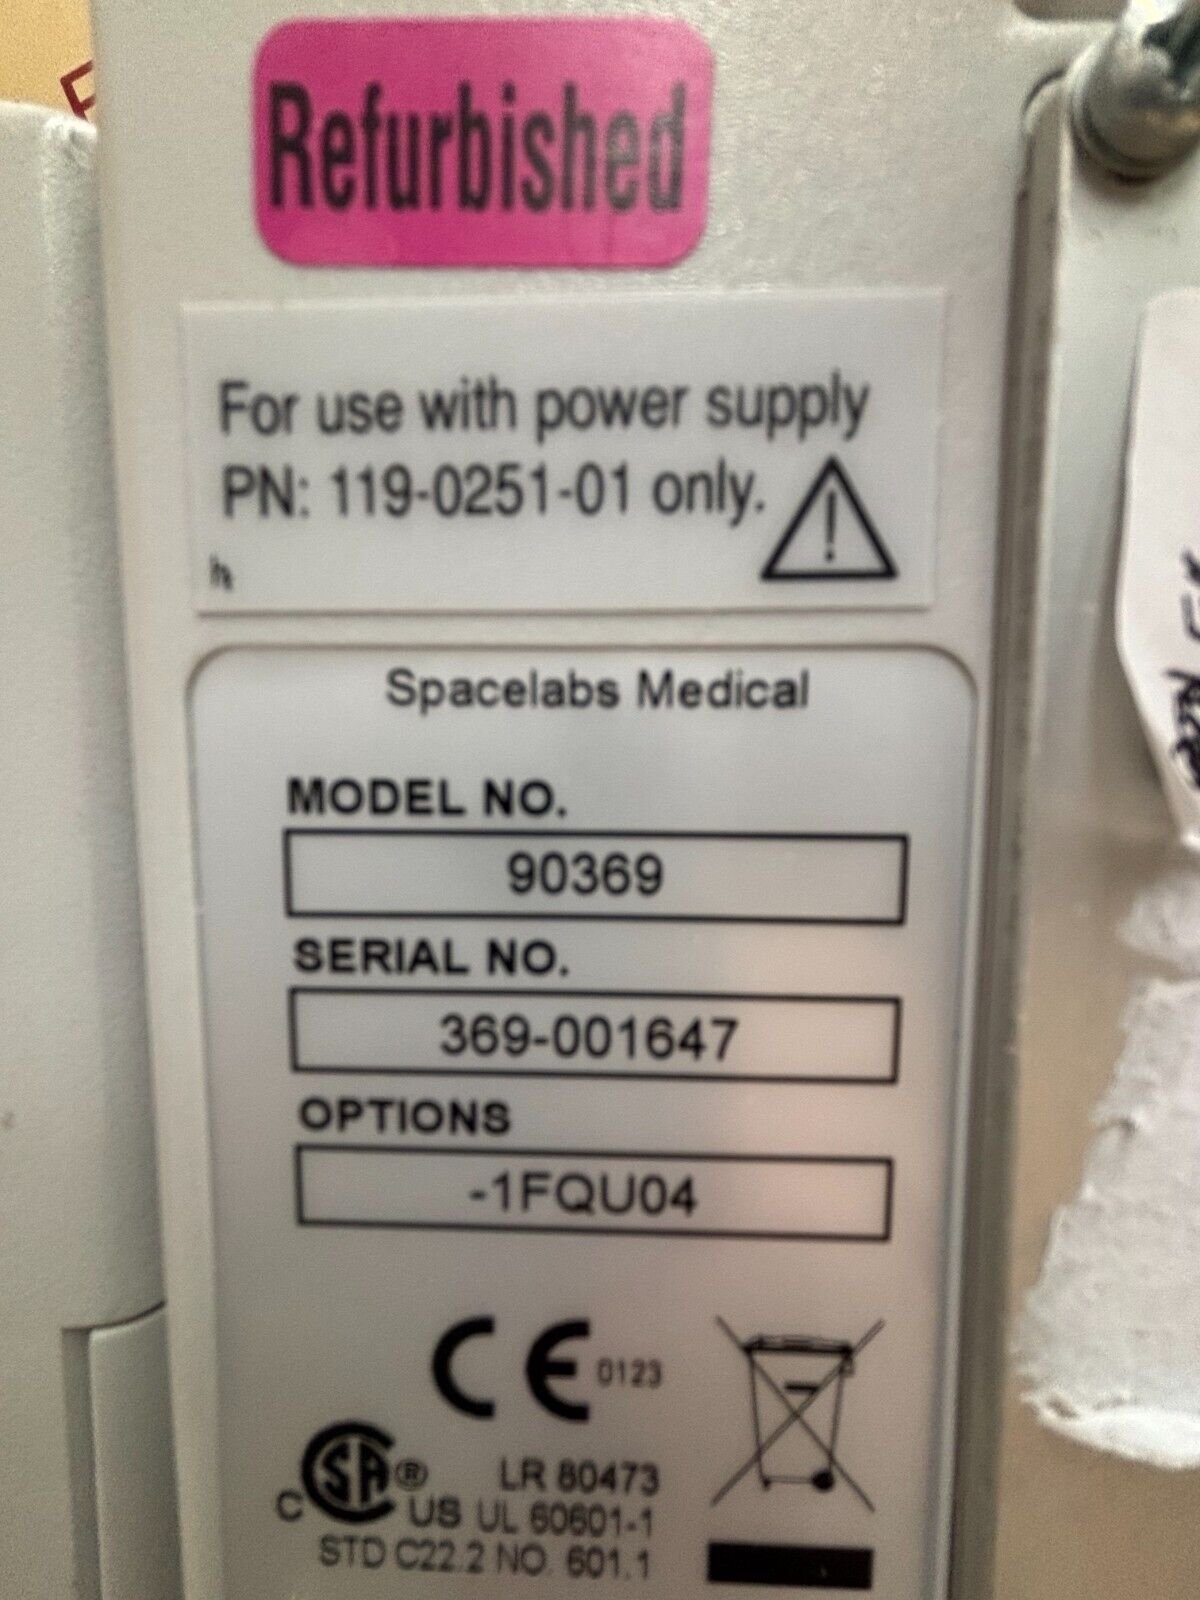 Refurbished
For use with power supply
PN: 119-0251-01 only.
Spacelabs Medical
MODEL NO.
90369
SERIAL NO.
369-001647
OPTIONS
-1FQU04
CE 0123
CSA® LR 80473
C US UL 60601-1
STD C22.2 NO. 601.1